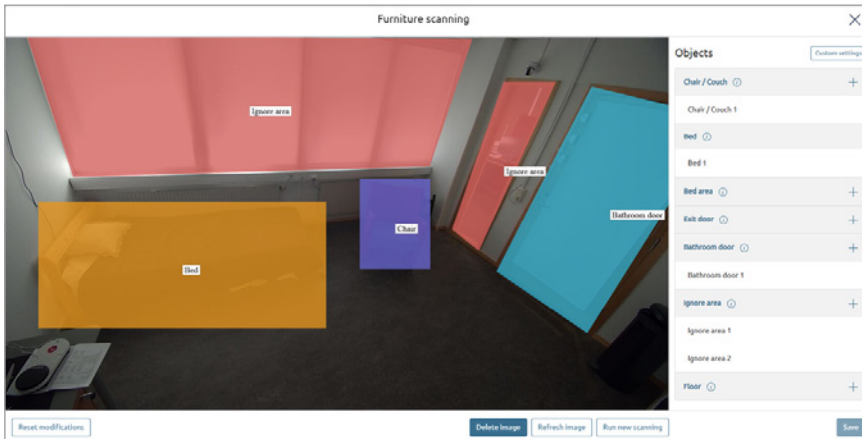 Furniture scanning
Objects
Custom settings
Chair / Couch
Chair / Couch 1
Bed
Bed 1
Bed area
Exit door
Bathroom door
Bathroom door 1
Ignore area
Ignore area 1
Ignore area 2
Floor
Ignore area
Ignore area
Bathroom door
Chair
Bed
Reset modifications
Delete image
Refresh image
Run new scanning
Save